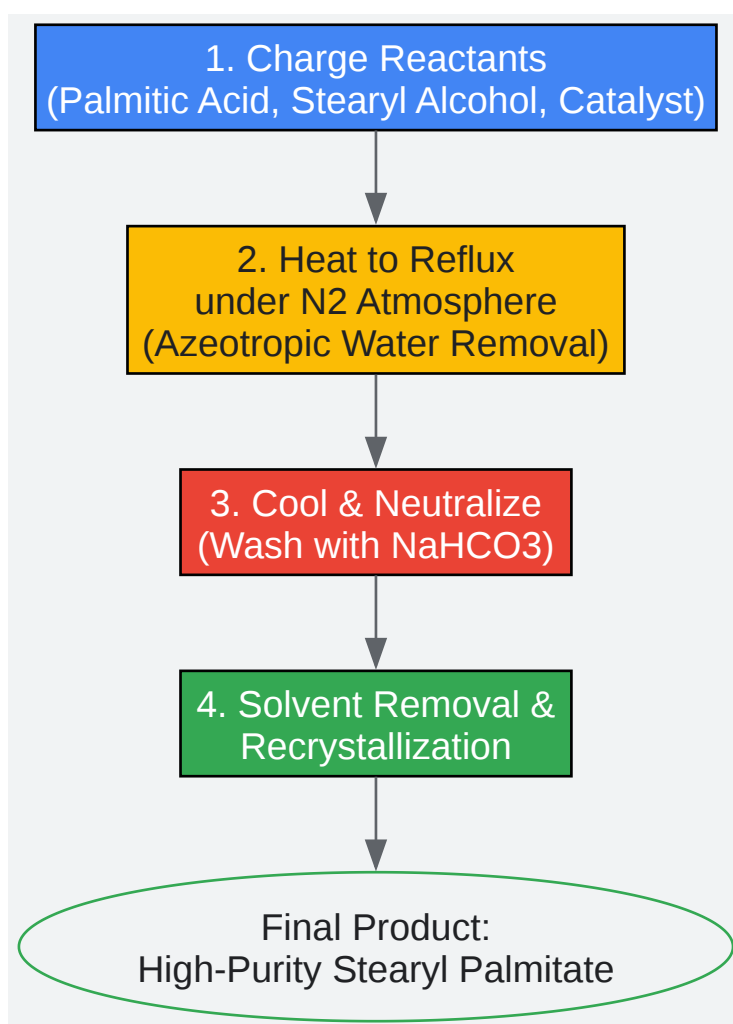 1. Charge Reactants
(Palmitic Acid, Stearyl Alcohol, Catalyst)
2. Heat to Reflux
under N2 Atmosphere
(Azeotropic Water Removal)
3. Cool & Neutralize
(Wash with NaHCO3)
4. Solvent Removal &
Recrystallization
Final Product:
High-Purity Stearyl Palmitate